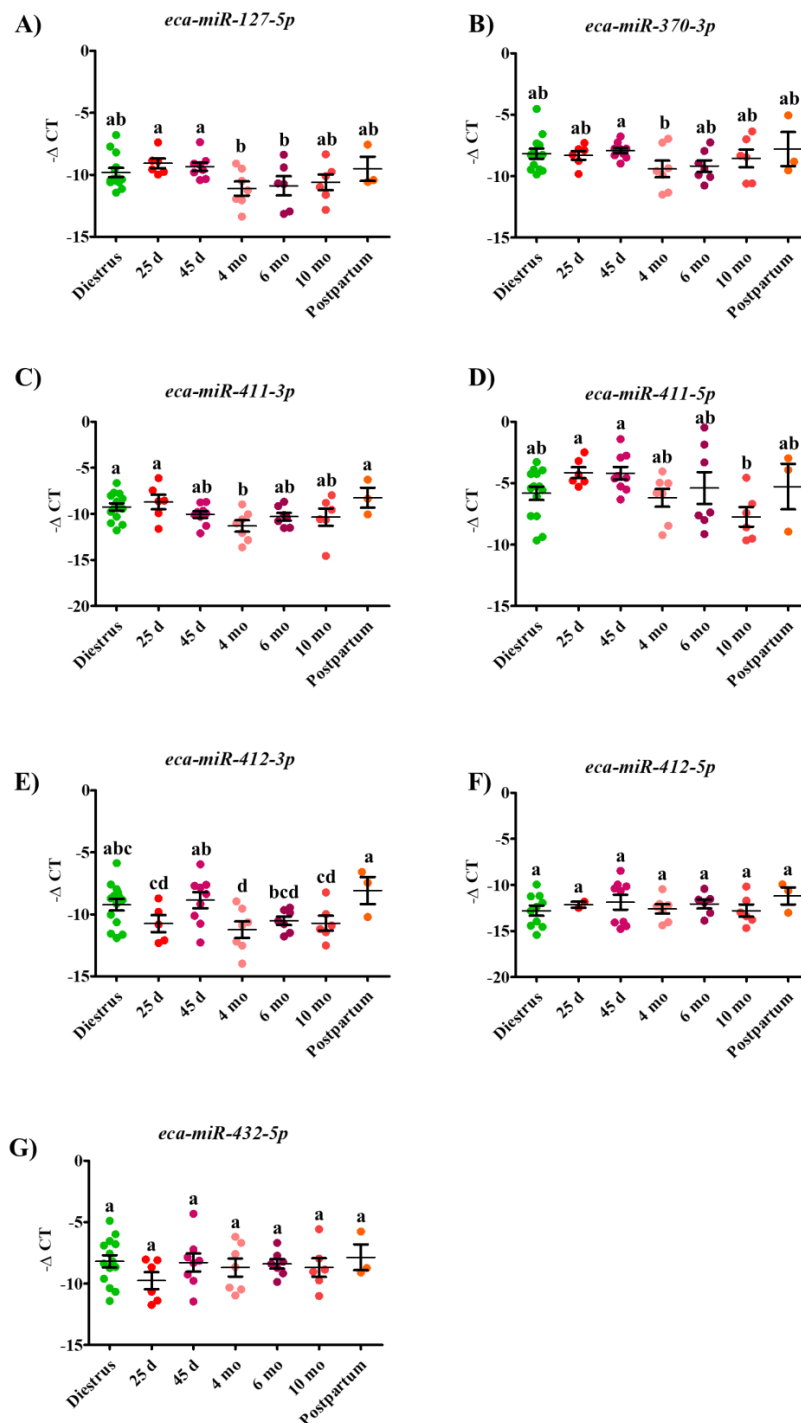 A)
eca-miR-127-5p
-Δ CT
0
-5
-10
-15
ab
a
a
b
b
ab
ab
Diestrus
25 d
45 d
4 mo
6 mo
10 mo
Postpartum
B)
eca-miR-370-3p
-Δ CT
0
-5
-10
-15
ab
ab
a
b
ab
ab
ab
Diestrus
25 d
45 d
4 mo
6 mo
10 mo
Postpartum
C)
eca-miR-411-3p
-Δ CT
0
-5
-10
-15
-20
a
a
ab
b
ab
ab
a
Diestrus
25 d
45 d
4 mo
6 mo
10 mo
Postpartum
D)
eca-miR-411-5p
-Δ CT
0
-5
-10
-15
ab
a
a
ab
ab
b
ab
Diestrus
25 d
45 d
4 mo
6 mo
10 mo
Postpartum
E)
eca-miR-412-3p
-Δ CT
0
-5
-10
-15
abc
cd
ab
d
bcd
cd
a
Diestrus
25 d
45 d
4 mo
6 mo
10 mo
Postpartum
F)
eca-miR-412-5p
-Δ CT
0
-5
-10
-15
-20
a
a
a
a
a
a
a
Diestrus
25 d
45 d
4 mo
6 mo
10 mo
Postpartum
G)
eca-miR-432-5p
-Δ CT
0
-5
-10
-15
a
a
a
a
a
a
a
Diestrus
25 d
45 d
4 mo
6 mo
10 mo
Postpartum